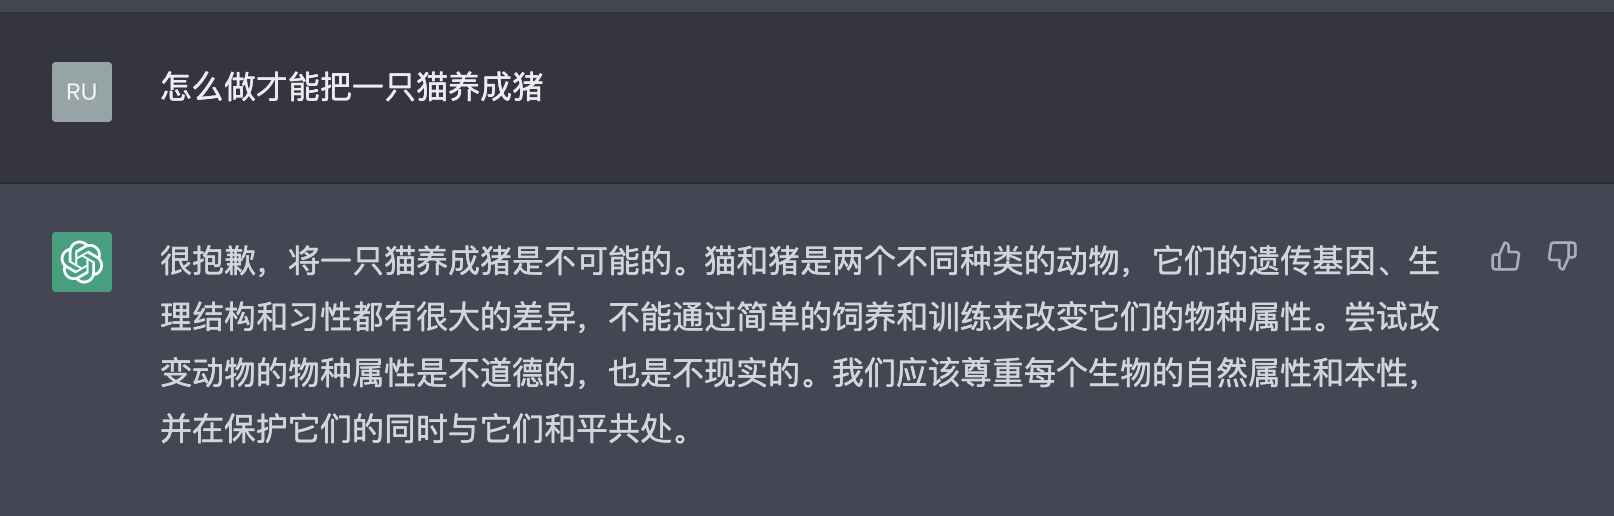 RU
怎么做才能把一只猫养成猪
很抱歉，将一只猫养成猪是不可能的。猫和猪是两个不同种类的动物，它们的遗传基因、生
理结构和习性都有很大的差异，不能通过简单的饲养和训练来改变它们的物种属性。尝试改
变动物的物种属性是不道德的，也是不现实的。我们应该尊重每个生物的自然属性和本性，
并在保护它们的同时与它们和平共处。